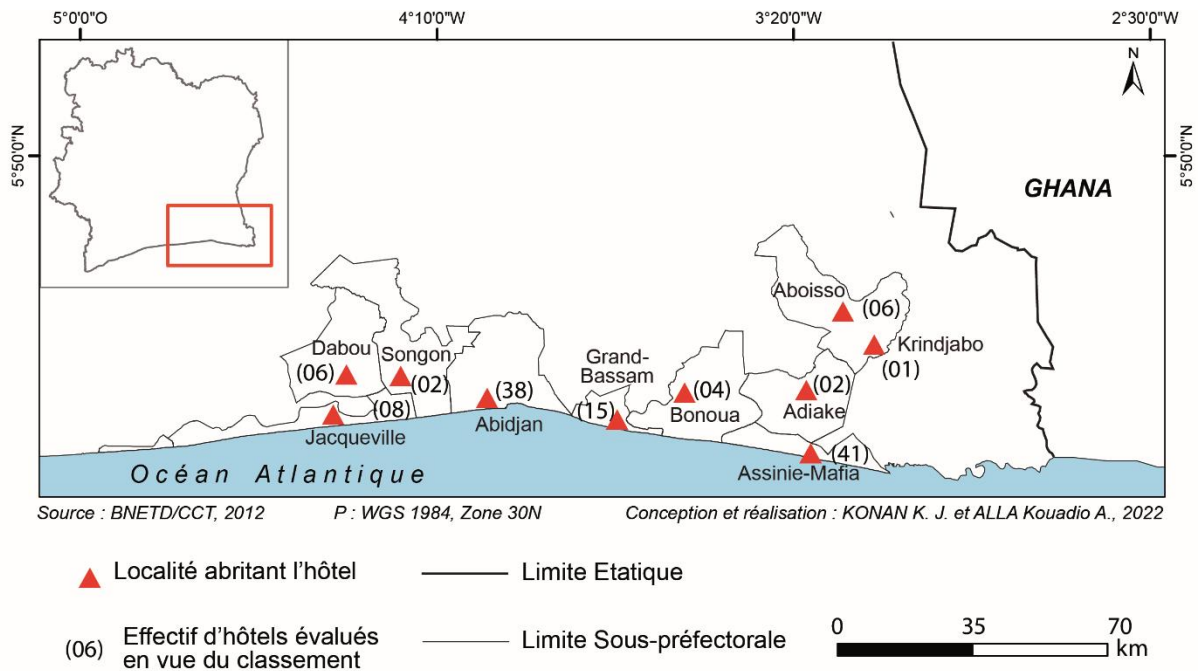 5°0'0"O
4°10'0"W
3°20'0"W
2°30'0"W
N
5°50'0"N
5°50'0"N
GHANA
Aboisso
(06)
Krindjabo
(01)
Dabou
(06)
Songon
(02)
Grand-
Bassam
(15)
(04)
Bonoua
(02)
Adiake
(38)
Abidjan
(08)
Jacqueville
(41)
Assinie-Mafia
Océan Atlantique
Source : BNETD/CCT, 2012 P : WGS 1984, Zone 30N Conception et réalisation : KONAN K. J. et ALLA Kouadio A., 2022
Localité abritant l'hôtel
Limite Etatique
(06) Effectif d'hôtels évalués
en vue du classement
Limite Sous-préfectorale
0 35 70
km